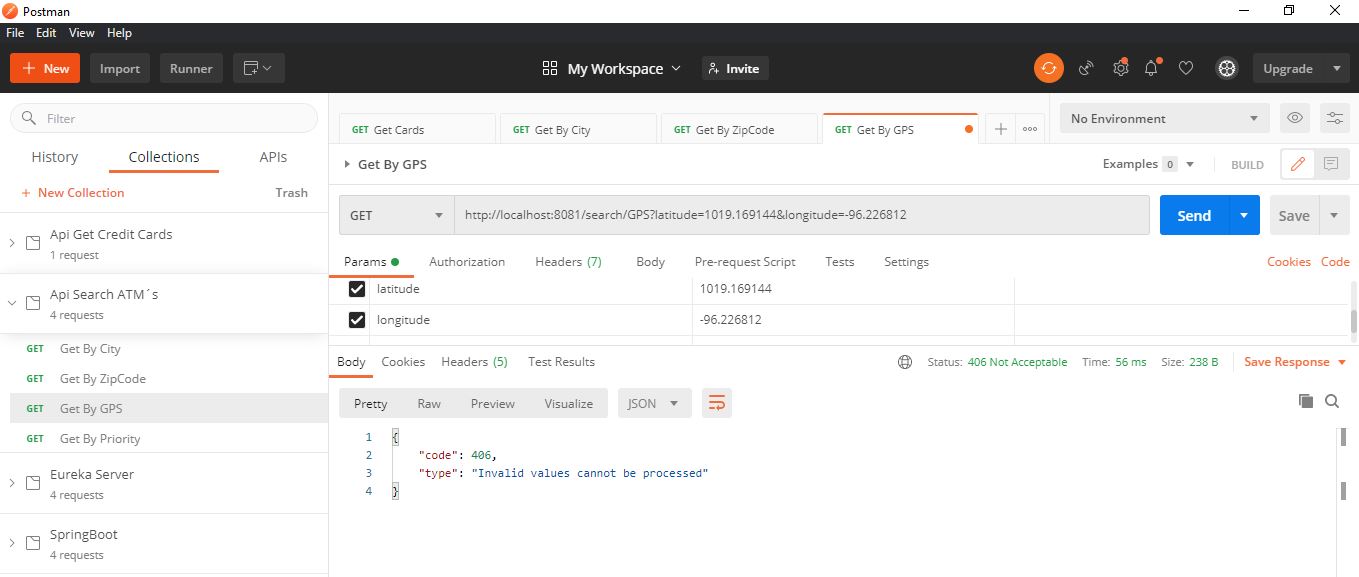 Postman
File Edit View Help
New Import Runner My Workspace Invite Upgrade
Filter
History Collections APIs
+ New Collection Trash
Api Get Credit Cards
1 request
Api Search ATM´s
4 requests
GET Get By City
GET Get By ZipCode
GET Get By GPS
GET Get By Priority
Eureka Server
4 requests
SpringBoot
4 requests
GET Get Cards GET Get By City GET Get By ZipCode GET Get By GPS No Environment
Get By GPS Examples 0 BUILD
GET http://localhost:8081/search/GPS?latitude=1019.169144&longitude=-96.226812 Send Save
Params Authorization Headers (7) Body Pre-request Script Tests Settings Cookies Code
latitude 1019.169144
longitude -96.226812
Body Cookies Headers (5) Test Results Status: 406 Not Acceptable Time: 56 ms Size: 238 B Save Response
Pretty Raw Preview Visualize JSON
1 {
2 "code": 406,
3 "type": "Invalid values cannot be processed"
4 }